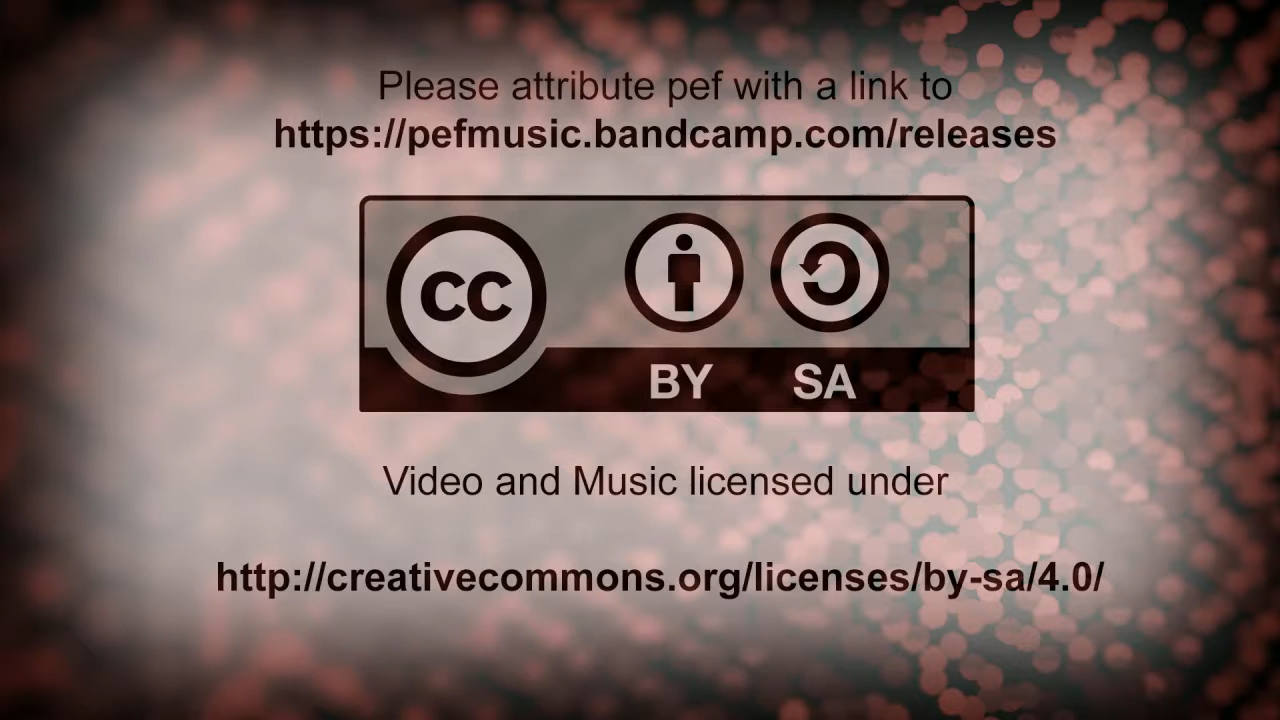 Please attribute pef with a link to
https://pefmusic.bandcamp.com/releases
cc
BY SA
Video and Music licensed under
http://creativecommons.org/licenses/by-sa/4.0/